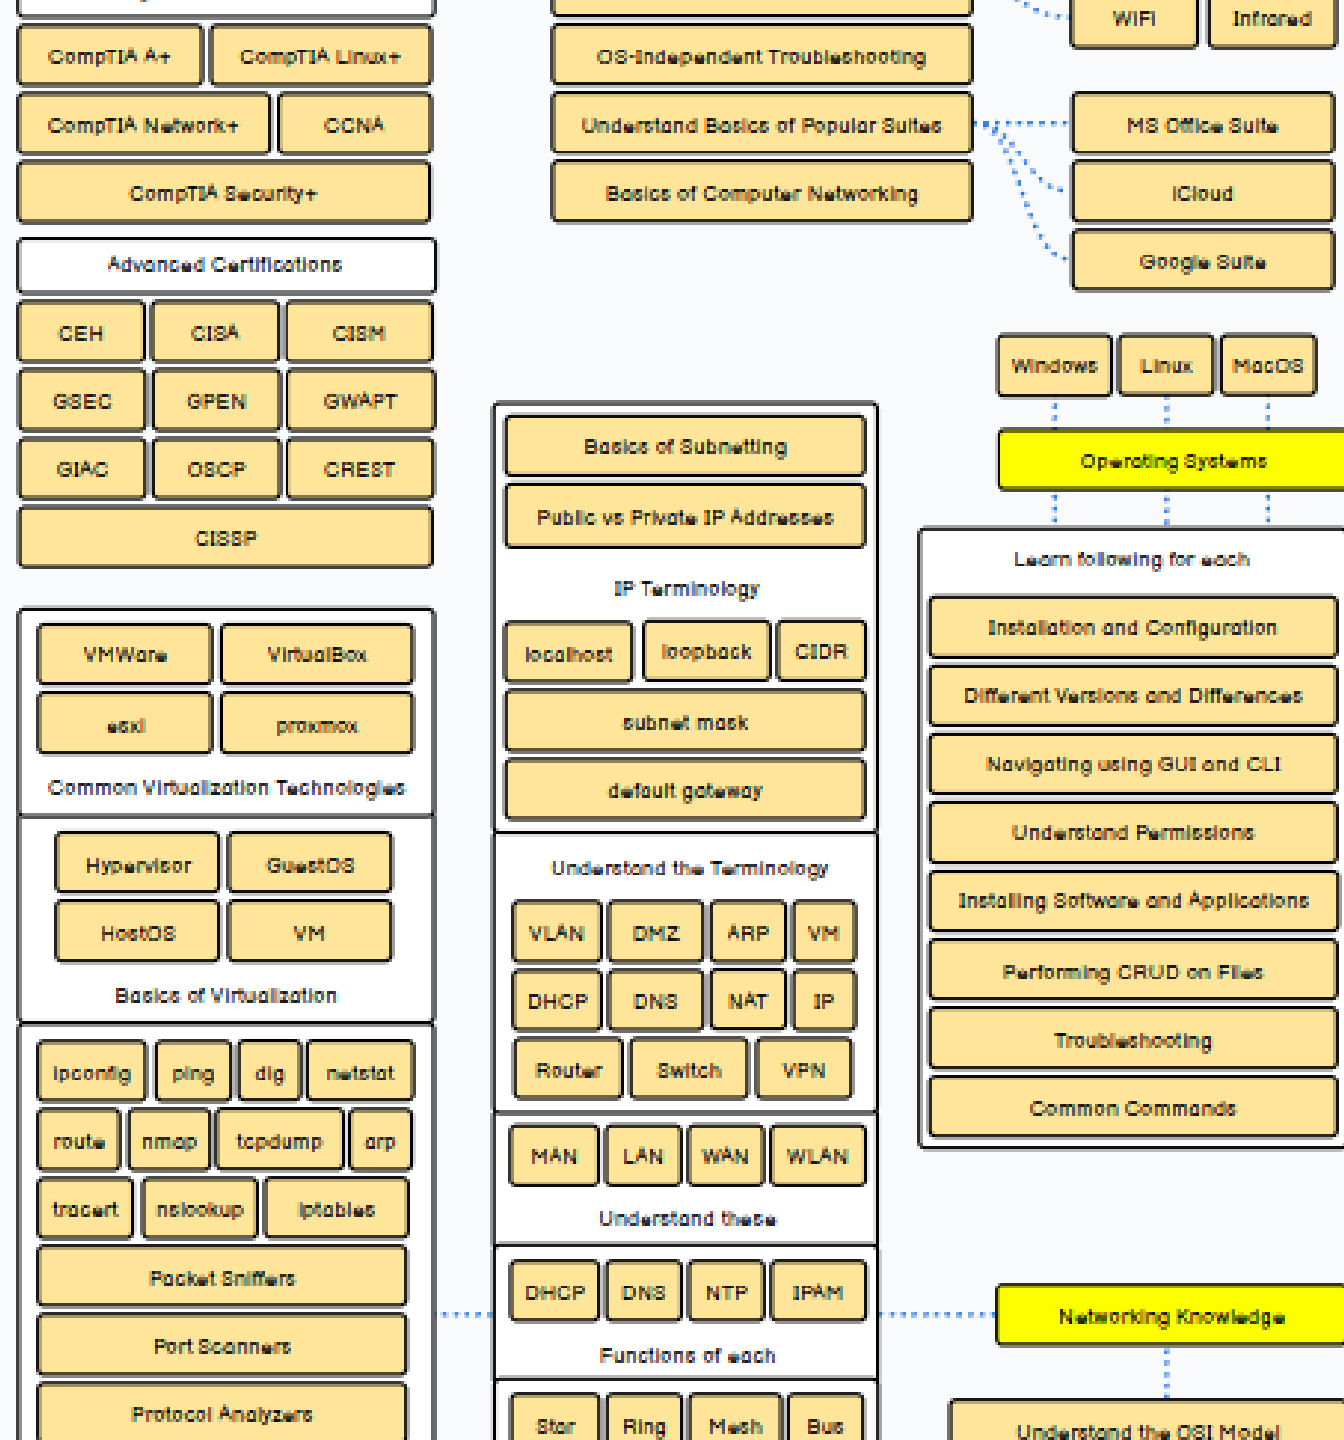 CompTIA A+
CompTIA Linux+
CompTIA Network+
CCNA
CompTIA Security+
Advanced Certifications
CEH
CISA
CISM
GSEC
GPEN
GWAPT
GIAC
OSCP
CREST
CISSP
VMWare
VirtualBox
esxi
proxmox
Common Virtualization Technologies
Hypervisor
GuestOS
HostOS
VM
Basics of Virtualization
ipconfig
ping
dig
netstat
route
nmap
tcpdump
arp
tracert
nslookup
iptables
Packet Sniffers
Port Scanners
Protocol Analyzers
OS-Independent Troubleshooting
Understand Basics of Popular Suites
Basics of Computer Networking
Basics of Subnetting
Public vs Private IP Addresses
IP Terminology
localhost
loopback
CIDR
subnet mask
default gateway
Understand the Terminology
VLAN
DMZ
ARP
VM
DHCP
DNS
NAT
IP
Router
Switch
VPN
MAN
LAN
WAN
WLAN
Understand these
DHCP
DNS
NTP
IPAM
Functions of each
Star
Ring
Mesh
Bus
WiFi
Infrared
MS Office Suite
iCloud
Google Suite
Windows
Linux
MacOS
Operating Systems
Learn following for each
Installation and Configuration
Different Versions and Differences
Navigating using GUI and CLI
Understand Permissions
Installing Software and Applications
Performing CRUD on Files
Troubleshooting
Common Commands
Networking Knowledge
Understand the OSI Model